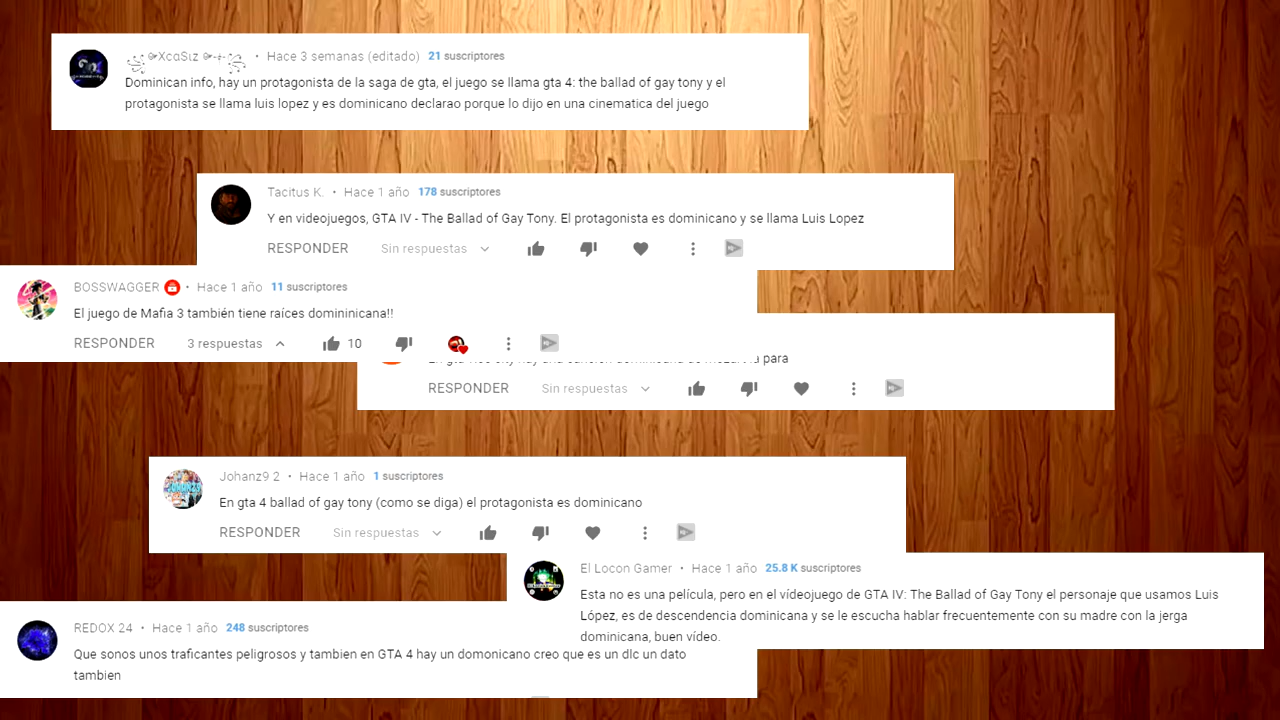 XcαSιz • Hace 3 semanas (editado) 21 suscriptores
Dominican info, hay un protagonista de la saga de gta, el juego se llama gta 4: the ballad of gay tony y el
protagonista se llama luis lopez y es dominicano declarao porque lo dijo en una cinematica del juego
Tacitus K. • Hace 1 año 178 suscriptores
Y en videojuegos, GTA IV - The Ballad of Gay Tony. El protagonista es dominicano y se llama Luis Lopez
RESPONDER Sin respuestas
BOSSWAGGER • Hace 1 año 11 suscriptores
El juego de Mafia 3 también tiene raíces domininicana!!
RESPONDER 3 respuestas 10
para
RESPONDER Sin respuestas
Johanz9 2 • Hace 1 año 1 suscriptores
En gta 4 ballad of gay tony (como se diga) el protagonista es dominicano
RESPONDER Sin respuestas
El Locon Gamer • Hace 1 año 25.8 K suscriptores
Esta no es una película, pero en el vídeojuego de GTA IV: The Ballad of Gay Tony el personaje que usamos Luis
López, es de descendencia dominicana y se le escucha hablar frecuentemente con su madre con la jerga
dominicana, buen vídeo.
REDOX 24 • Hace 1 año 248 suscriptores
Que sonos unos traficantes peligrosos y tambien en GTA 4 hay un domonicano creo que es un dlc un dato
tambien